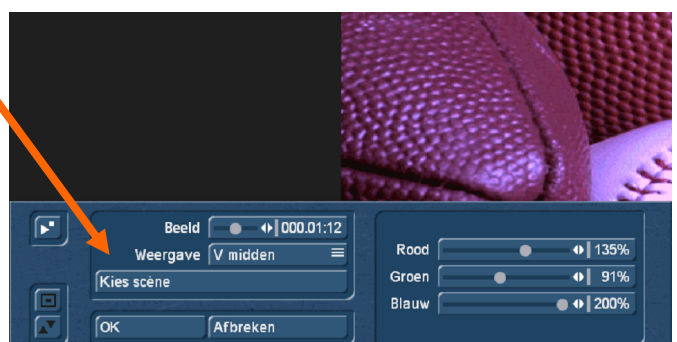 Beeld 000.01:12
Weergave V midden
Kies scène
OK Afbreken
Rood 135%
Groen 91%
Blauw 200%